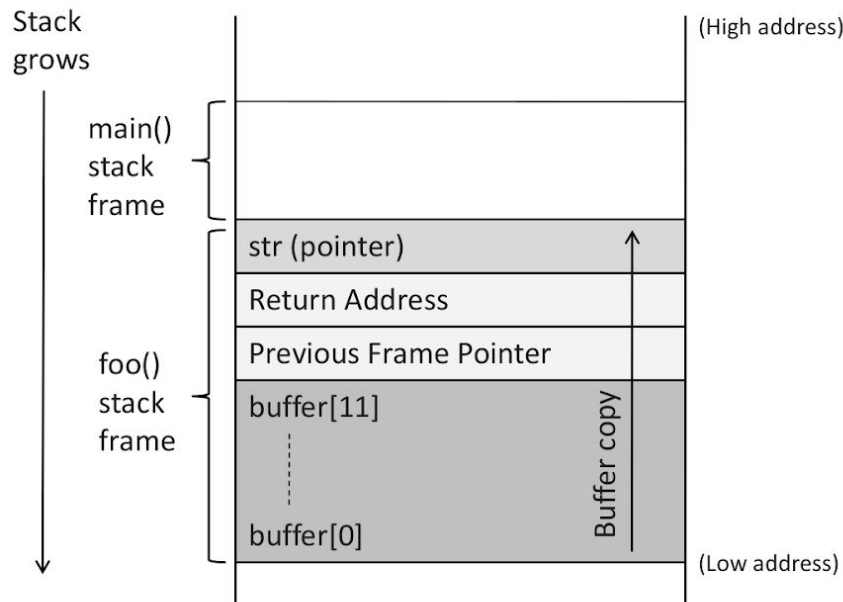 Stack
grows
(High address)
main()
stack
frame
str (pointer)
Return Address
Previous Frame Pointer
foo()
stack
frame
buffer[11]
buffer[0]
Buffer copy
(Low address)